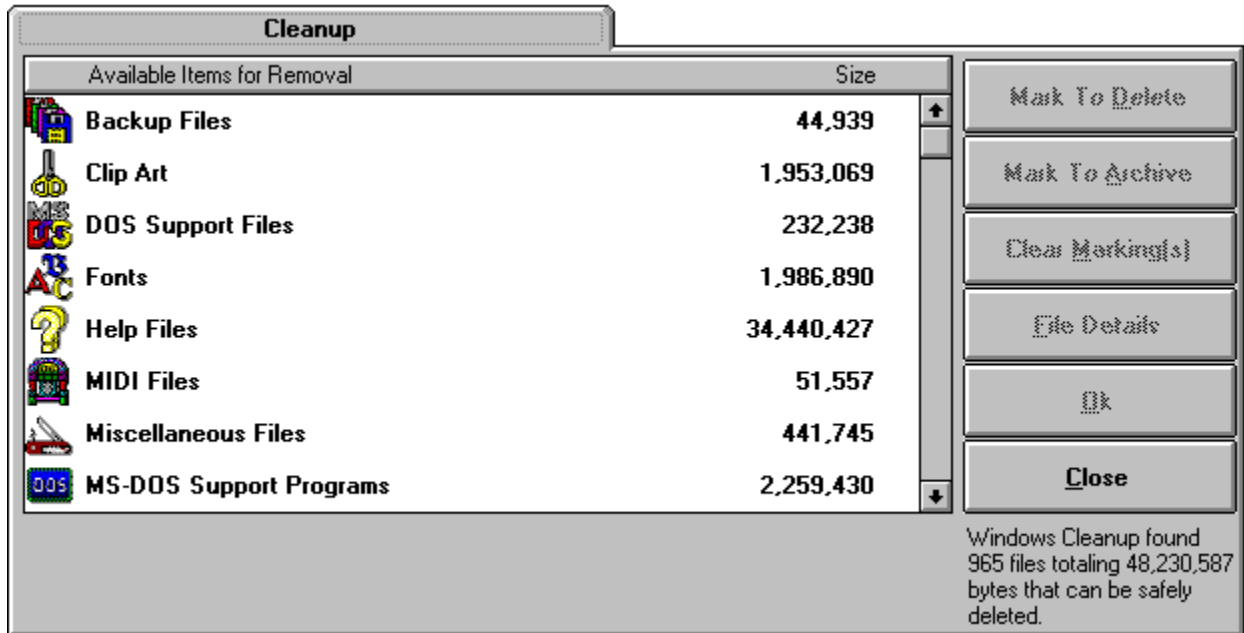 Cleanup
Available Items for Removal Size
Backup Files 44,939
Clip Art 1,953,069
MS DOS
DOS Support Files 232,238
Fonts 1,986,890
Help Files 34,440,427
MIDI Files 51,557
Miscellaneous Files 441,745
DOS MS-DOS Support Programs 2,259,430
Mark To Delete
Mark To Archive
Clear Marking(s)
File Details
Ok
Close
Windows Cleanup found
965 files totaling 48,230,587
bytes that can be safely
deleted.